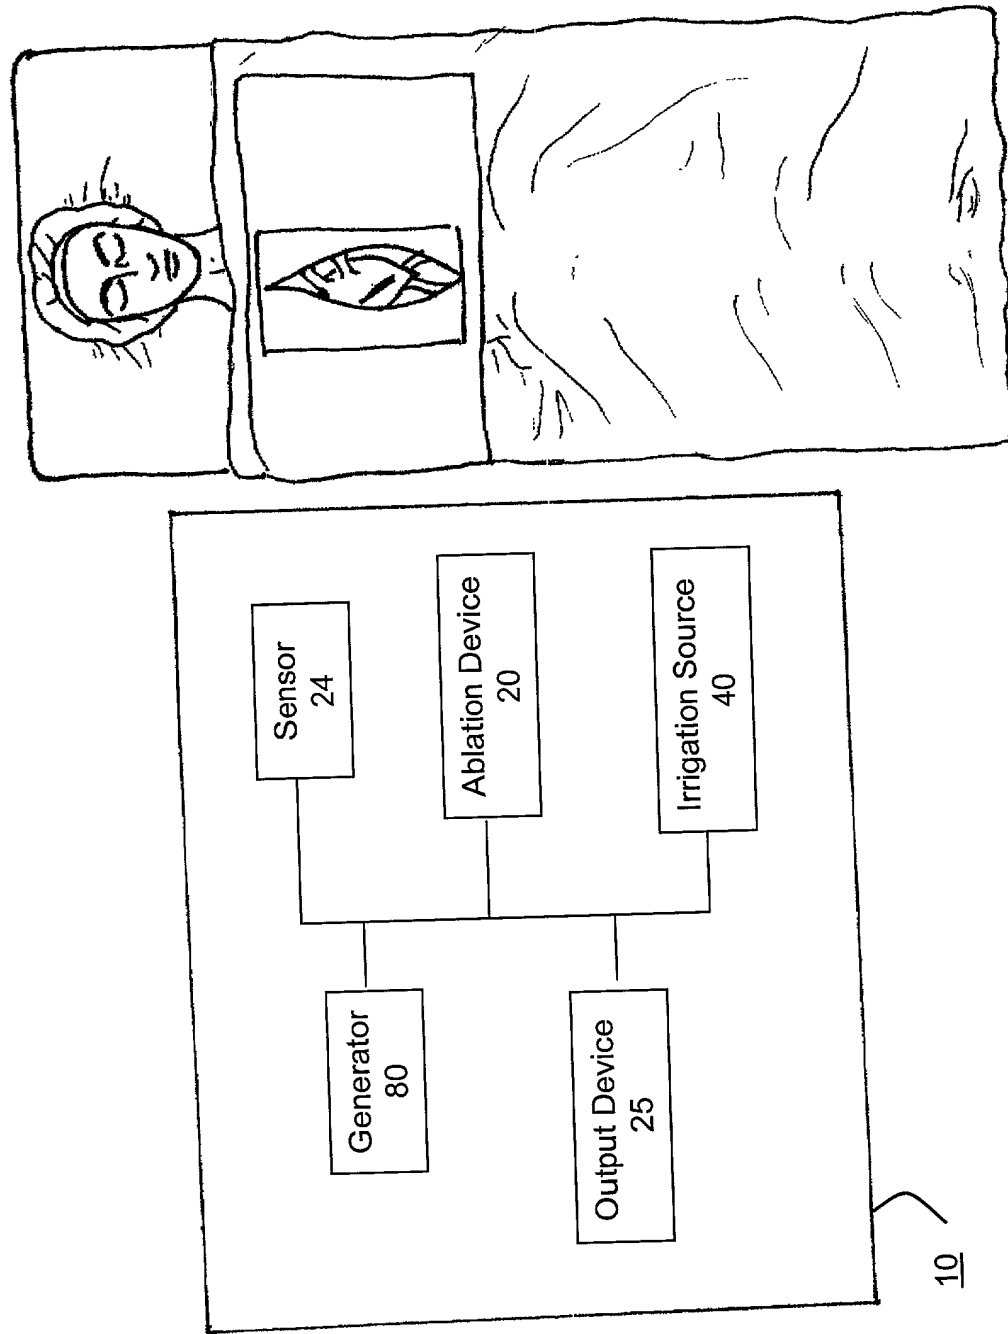 Generator
80
Sensor
24
Output Device
25
Ablation Device
20
Irrigation Source
40
10